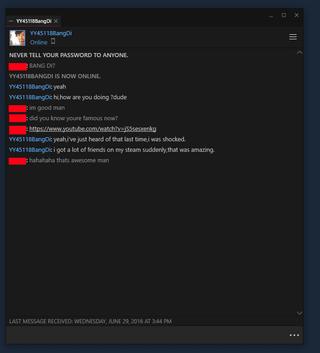 YY45118BangDi
YY45118BangDi
Online
NEVER TELL YOUR PASSWORD TO ANYONE.
: BANG DI?
YY45118BANGDI IS NOW ONLINE.
YY45118BangDi: yeah
YY45118BangDi: hi,how are you doing ?dude
: im good man
: did you know youre famous now?
: https://www.youtube.com/watch?v=
YY45118BangDi: yeah,i've just heard of that last time,i was shocked.
YY45118BangDi: i got a lot of friends on my steam suddenly,that was amazing.
: hahahaha thats awesome man
LAST MESSAGE RECEIVED: WEDNESDAY, JUNE 29, 2016 AT 3:44 PM